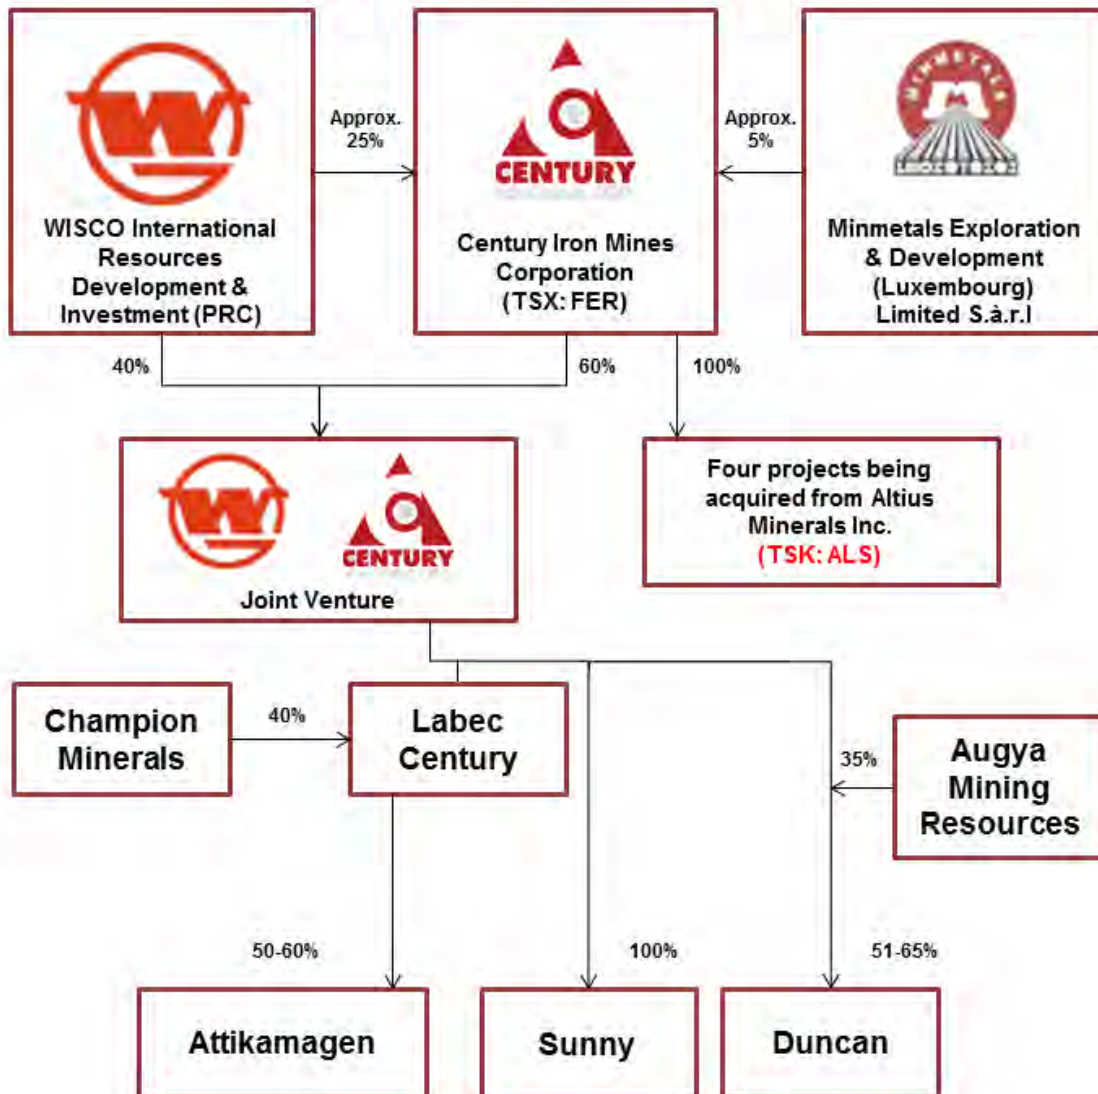 Approx.
25%
CENTURY
Approx.
5%
MINMETALS
WISCO International
Resources
Development &
Investment (PRC)
Century Iron Mines
Corporation
(TSX: FER)
Minmetals Exploration
& Development
(Luxembourg)
Limited S.à.r.l
40%
60%
100%
CENTURY
Joint Venture
Four projects being
acquired from Altius
Minerals Inc.
(TSK: ALS)
Champion
Minerals
40%
Labec
Century
35%
Augya
Mining
Resources
50-60%
100%
51-65%
Attikamagen
Sunny
Duncan